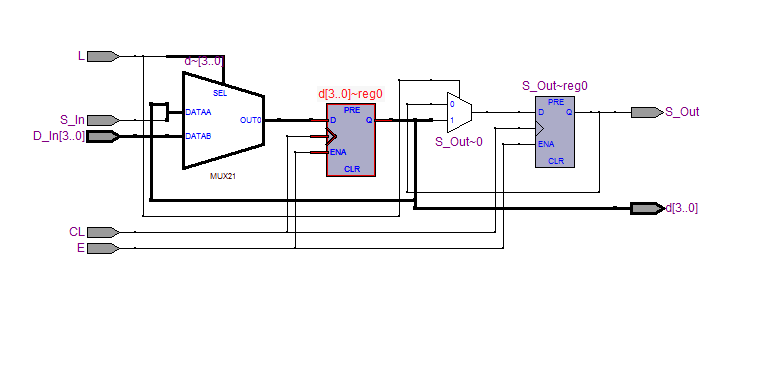 L
d~[3..0]
SEL
S_In
DATAA
D_In[3..0]
DATAB
OUT0
MUX21
d[3..0]~reg0
PRE
D
Q
ENA
CLR
0
1
S_Out~0
S_Out~reg0
PRE
D
Q
ENA
CLR
S_Out
d[3..0]
CL
E